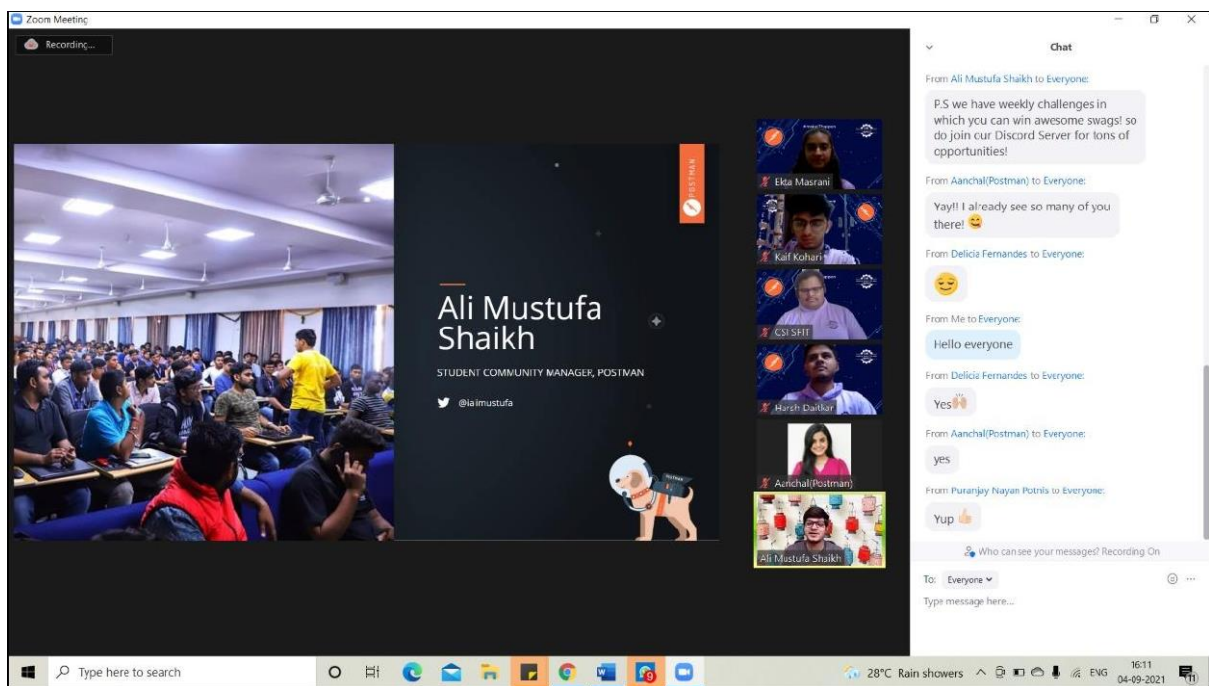 Zoom Meeting
Recording...
POSTMAN
Ali Mustufa
Shaikh
STUDENT COMMUNITY MANAGER, POSTMAN
@ialimustufa
Ekta Masrani
Kaif Kohari
CSI SFIT
Harsh Daitkar
Aanchal(Postman)
Ali Mustufa Shaikh
Chat
From Ali Mustufa Shaikh to Everyone:
P.S we have weekly challenges in
which you can win awesome swags! so
do join our Discord Server for tons of
opportunities!
From Aanchal(Postman) to Everyone:
Yay!! I already see so many of you
there! 😄
From Delicia Fernandes to Everyone:
😌
From Me to Everyone:
Hello everyone
From Delicia Fernandes to Everyone:
Yes🙌🏼
From Aanchal(Postman) to Everyone:
yes
From Puranjay Nayan Potnis to Everyone:
Yup 👍🏼
Who can see your messages? Recording On
To: Everyone
Type message here...
Type here to search
9
28°C Rain showers
ENG
16:11
04-09-2021
11